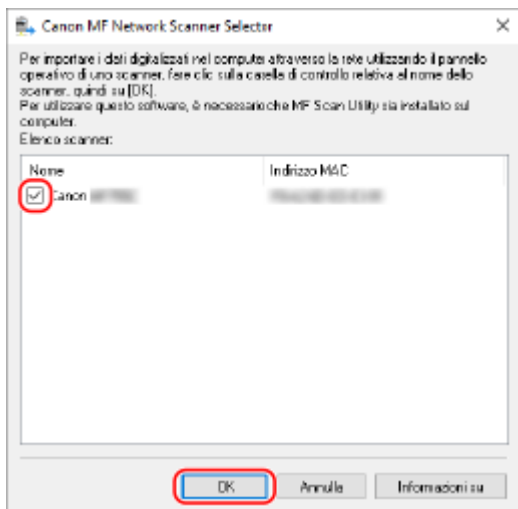 Canon MF Network Scanner Selector
Per importare i dati digitalizzati nel computer attraverso la rete utilizzando il pannello
operativo di uno scanner, fare clic sulla casella di controllo relativa al nome dello
scanner, quindi su [OK].
Per utilizzare questo software, è necessario che MF Scan Utility sia installato sul
computer.
Elenco scanner:
Nome Indirizzo MAC
Canon
OK Annulla Informazioni su